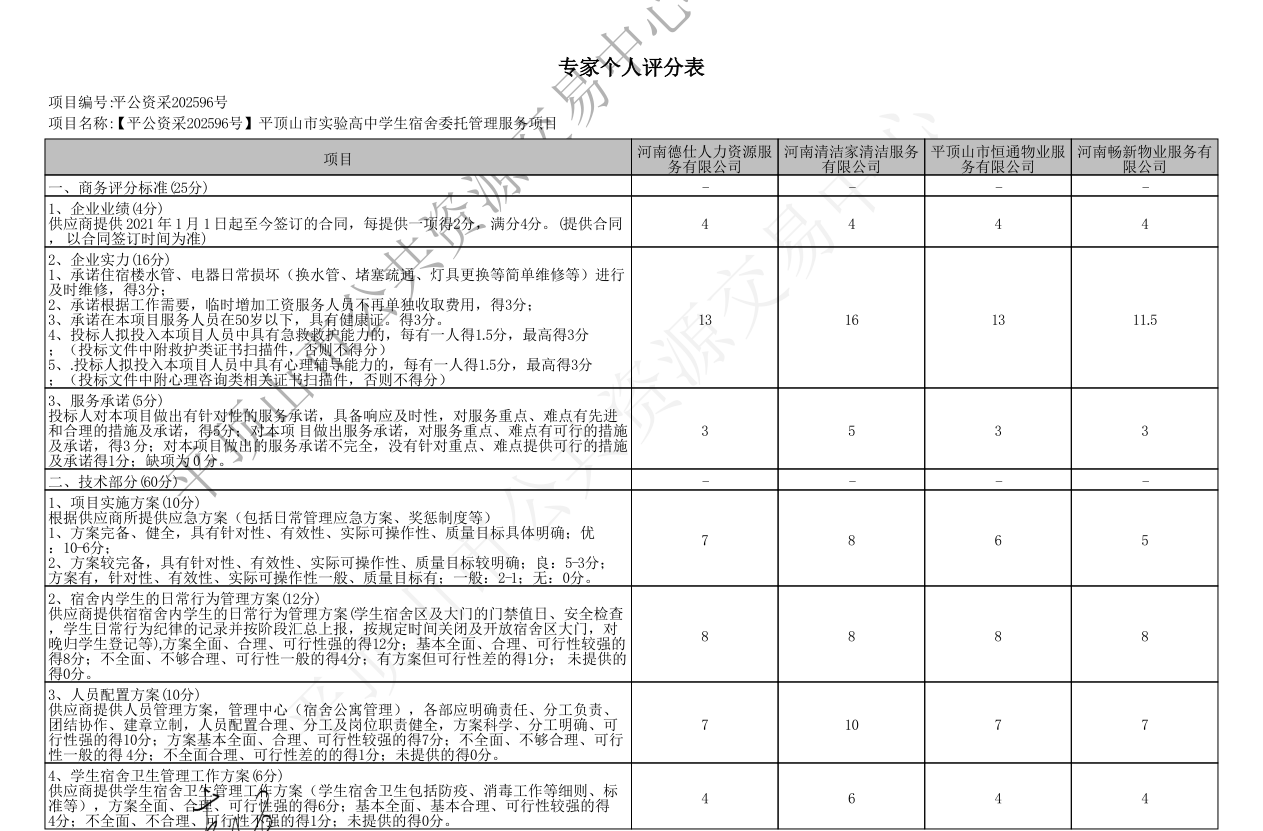 专家个人评分表
项目编号:平公资采202596号
项目名称:【平公资采202596号】平顶山市实验高中学生宿舍委托管理服务项目
项目 河南德仕人力资源服务有限公司 河南清洁家清洁服务有限公司 平顶山市恒通物业服务有限公司 河南畅新物业服务有限公司
一、商务评分标准(25分) – – – –
1、企业业绩(4分)
供应商提供 2021 年 1 月 1 日起至今签订的合同，每提供一项得2分，满分4分。(提供合同
， 以合同签订时间为准)
4 4 4 4
2、企业实力(16分)
1、承诺住宿楼水管、电器日常损坏（换水管、堵塞疏通、灯具更换等简单维修等）进行
及时维修，得3分；
2、承诺根据工作需要，临时增加工资服务人员不再单独收取费用，得3分；
3、承诺在本项目服务人员在50岁以下，具有健康证。得3分。
4、投标人拟投入本项目人员中具有急救救护能力的，每有一人得1.5分，最高得3分
；（投标文件中附救护类证书扫描件，否则不得分）
5、.投标人拟投入本项目人员中具有心理辅导能力的，每有一人得1.5分，最高得3分
；（投标文件中附心理咨询类相关证书扫描件，否则不得分）
13 16 13 11.5
3、服务承诺(5分)
投标人对本项目做出有针对性的服务承诺，具备响应及时性，对服务重点、难点有先进
和合理的措施及承诺，得5分；对本项目做出服务承诺，对服务重点、难点有可行的措施
及承诺，得3 分；对本项目做出的服务承诺不完全，没有针对重点、难点提供可行的措施
及承诺得1分；缺项为 0 分。
3 5 3 3
二、技术部分(60分) – – – –
1、项目实施方案(10分)
根据供应商所提供应急方案（包括日常管理应急方案、奖惩制度等）
1、方案完备、健全，具有针对性、有效性、实际可操作性、质量目标具体明确；优
：10-6分；
2、方案较完备，具有针对性、有效性、实际可操作性、质量目标较明确；良：5-3分；
方案有，针对性、有效性、实际可操作性一般、质量目标有；一般：2-1；无：0分。
7 8 6 5
2、宿舍内学生的日常行为管理方案(12分)
供应商提供宿宿舍内学生的日常行为管理方案(学生宿舍区及大门的门禁值日、安全检查
，学生日常行为纪律的记录并按阶段汇总上报，按规定时间关闭及开放宿舍区大门，对
晚归学生登记等),方案全面、合理、可行性强的得12分；基本全面、合理、可行性较强的
得8分；不全面、不够合理、可行性一般的得4分；有方案但可行性差的得1分； 未提供的
得0分。
8 8 8 8
3、人员配置方案(10分)
供应商提供人员管理方案，管理中心（宿舍公寓管理），各部应明确责任、分工负责、
团结协作、建章立制，人员配置合理、分工及岗位职责健全，方案科学、分工明确、可
行性强的得10分；方案基本全面、合理、可行性较强的得7分；不全面、不够合理、可行
性一般的得 4分；不全面合理、可行性差的的得1分；未提供的得0分。
7 10 7 7
4、学生宿舍卫生管理工作方案(6分)
供应商提供学生宿舍卫生管理工作方案（学生宿舍卫生包括防疫、消毒工作等细则、标
准等），方案全面、合理、可行性强的得6分；基本全面、基本合理、可行性较强的得
4分；不全面、不合理、可行性不强的得1分；未提供的得0分。
4 6 4 4
平顶山市公共资源交易中心
平顶山市公共资源交易中心